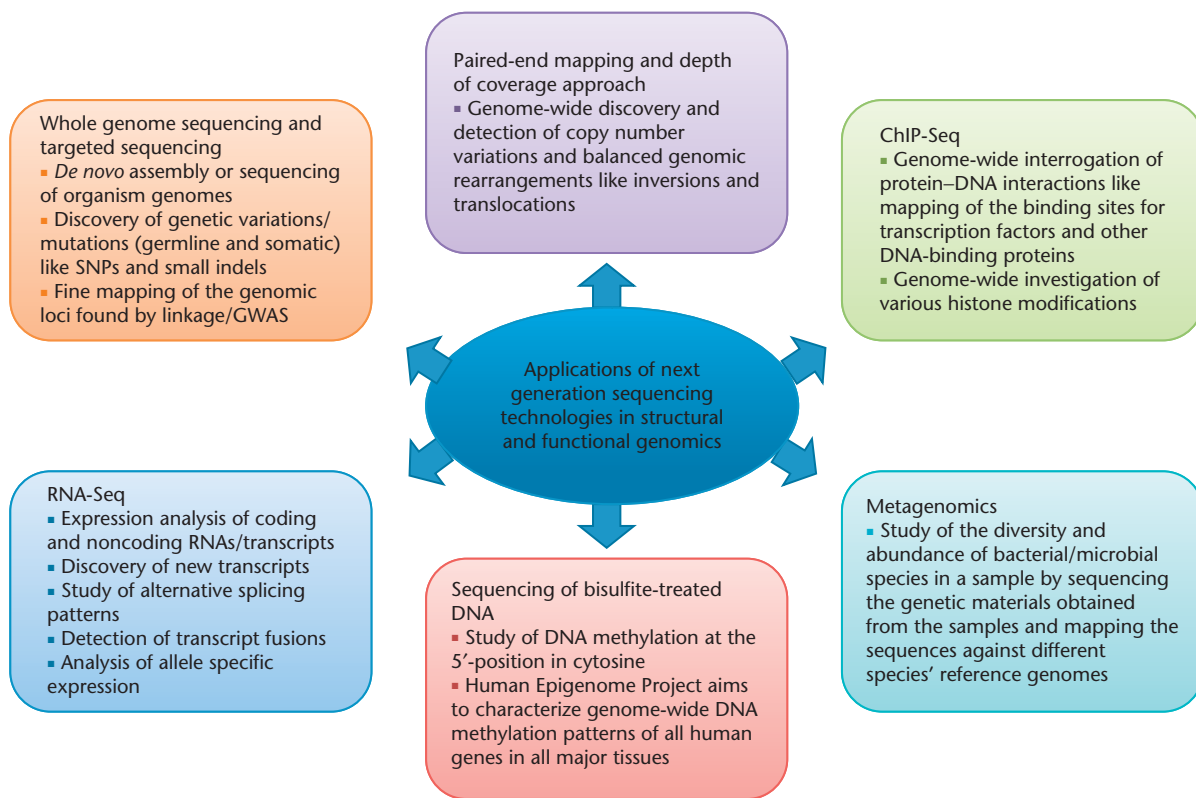 Paired-end mapping and depth
of coverage approach
▪ Genome-wide discovery and
detection of copy number
variations and balanced genomic
rearrangements like inversions and
translocations
Whole genome sequencing and
targeted sequencing
▪ De novo assembly or sequencing
of organism genomes
▪ Discovery of genetic variations/
mutations (germline and somatic)
like SNPs and small indels
▪ Fine mapping of the genomic
loci found by linkage/GWAS
ChIP-Seq
▪ Genome-wide interrogation of
protein–DNA interactions like
mapping of the binding sites for
transcription factors and other
DNA-binding proteins
▪ Genome-wide investigation of
various histone modifications
Applications of next
generation sequencing
technologies in structural
and functional genomics
RNA-Seq
▪ Expression analysis of coding
and noncoding RNAs/transcripts
▪ Discovery of new transcripts
▪ Study of alternative splicing
patterns
▪ Detection of transcript fusions
▪ Analysis of allele specific
expression
Sequencing of bisulfite-treated
DNA
▪ Study of DNA methylation at the
5′-position in cytosine
▪ Human Epigenome Project aims
to characterize genome-wide DNA
methylation patterns of all human
genes in all major tissues
Metagenomics
▪ Study of the diversity and
abundance of bacterial/microbial
species in a sample by sequencing
the genetic materials obtained
from the samples and mapping the
sequences against different
species’ reference genomes